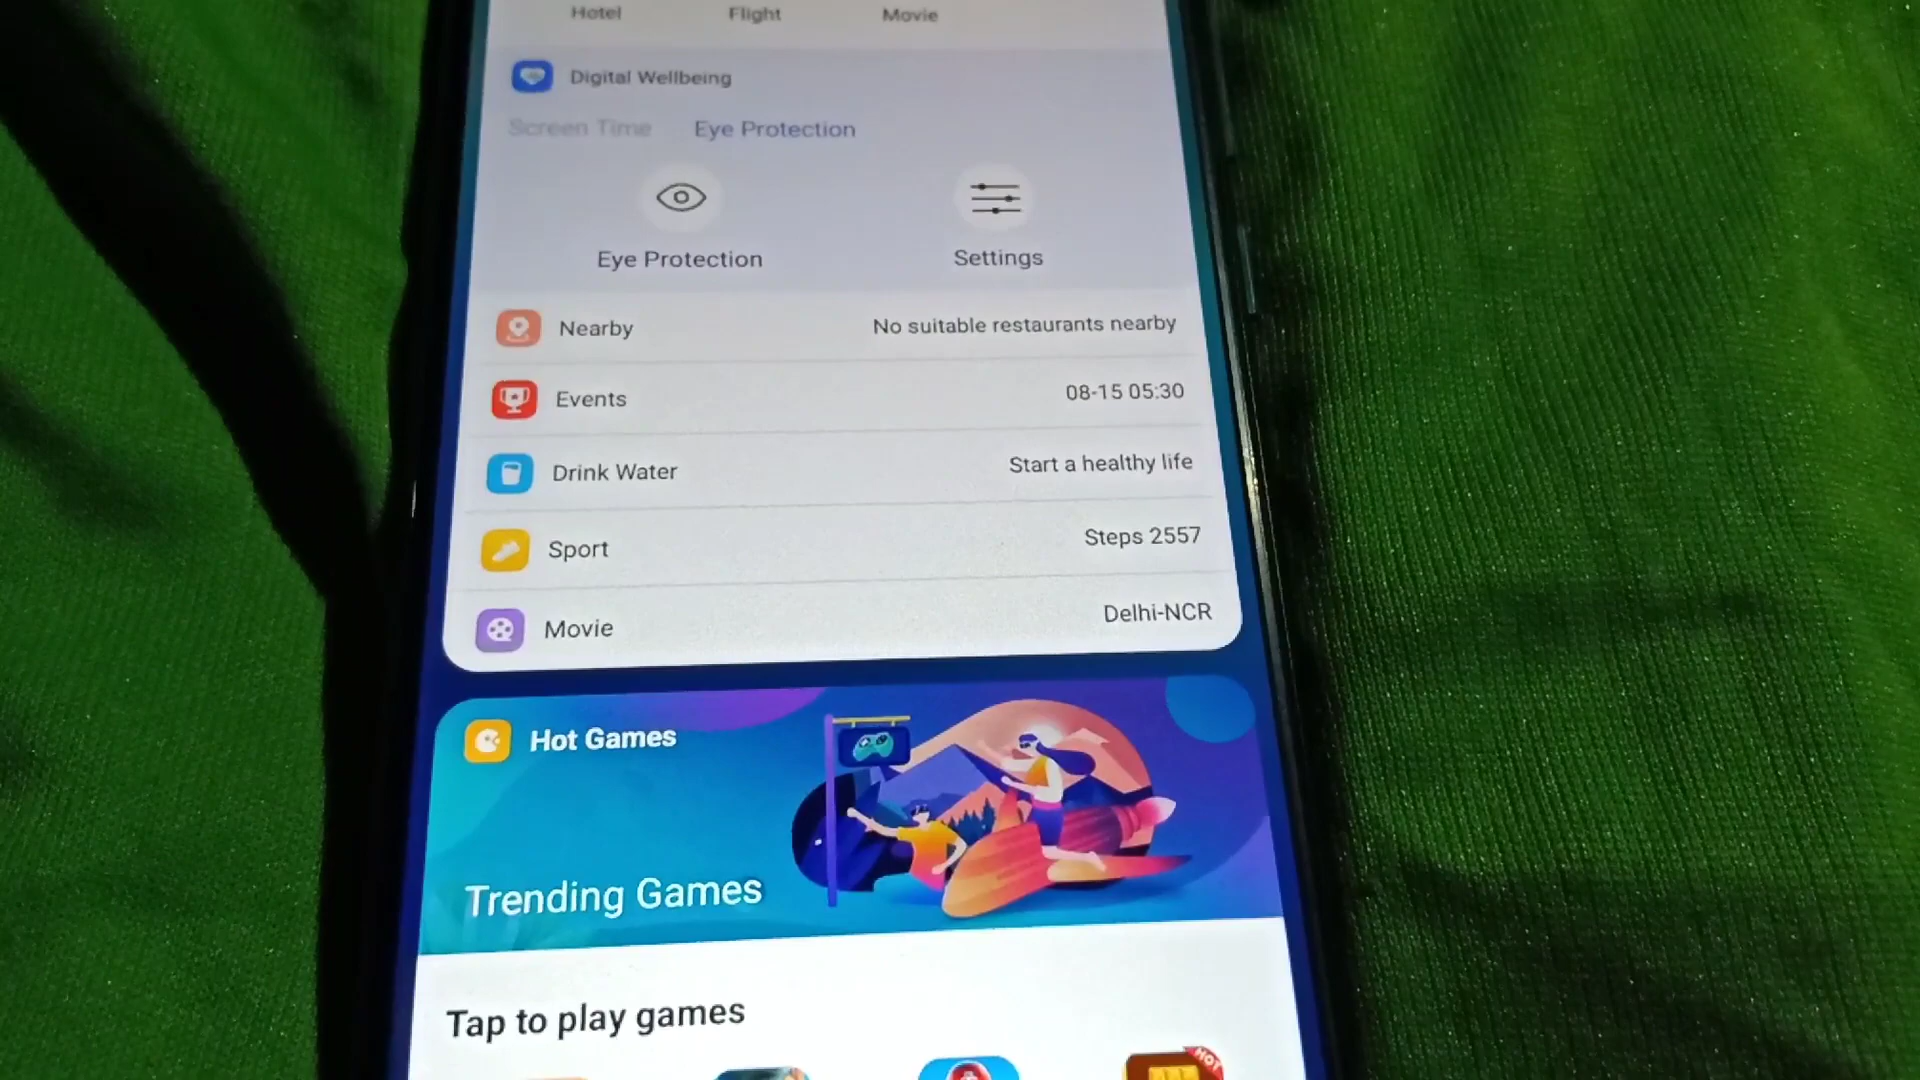 Hotel Flight Movie
Digital Wellbeing
Screen Time Eye Protection
Eye Protection Settings
Nearby No suitable restaurants nearby
Events 08-15 05:30
Drink Water Start a healthy life
Sport Steps 2557
Movie Delhi-NCR
Hot Games
Trending Games
Tap to play games
HOT